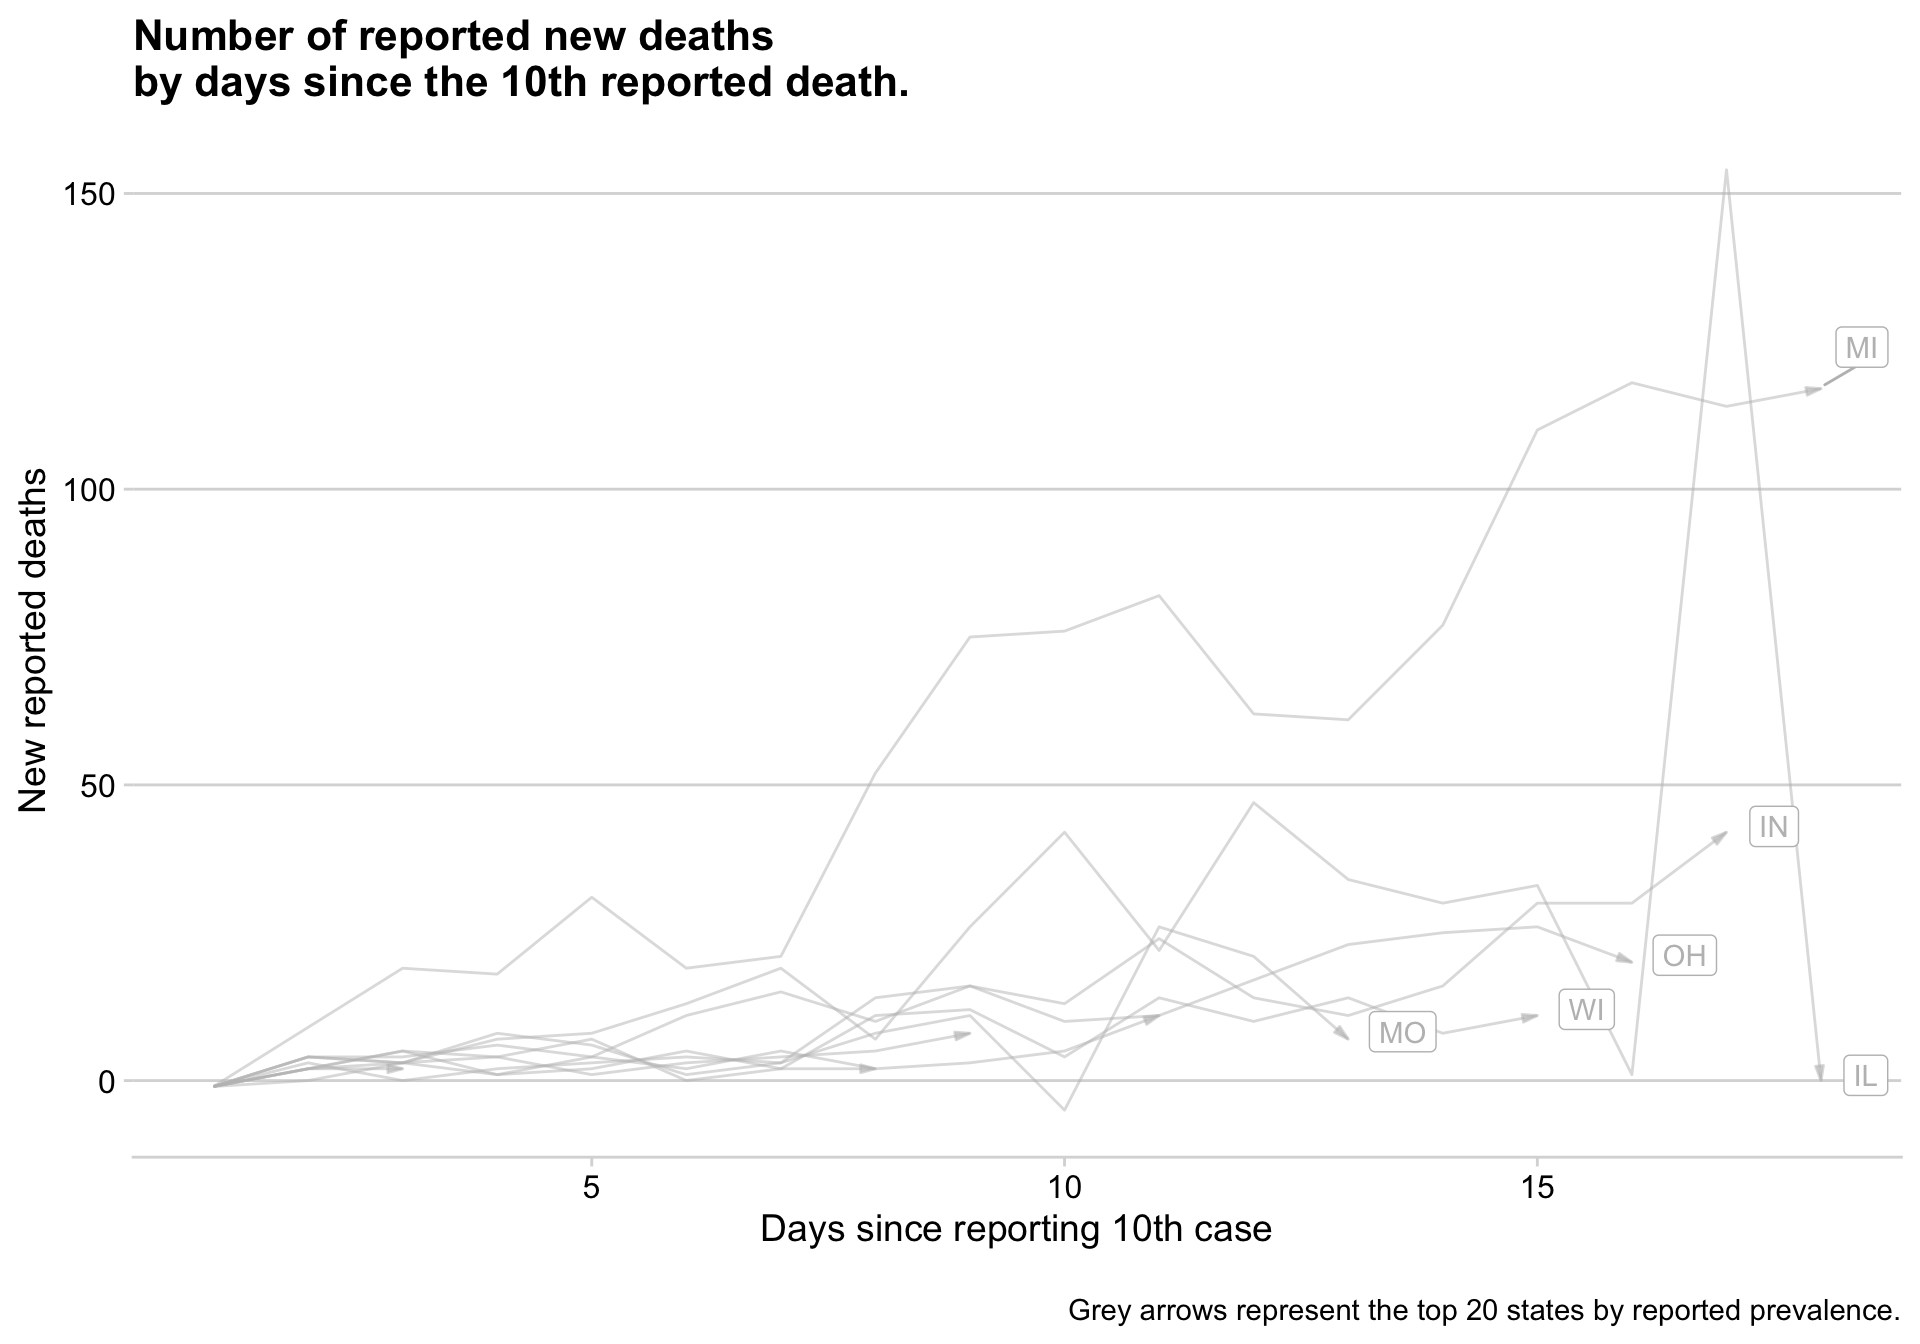 Number of reported new deaths
by days since the 10th reported death.
150
MI
100
New reported deaths
50
IN
OH
WI
MO
IL
0
5
10
15
Days since reporting 10th case
Grey arrows represent the top 20 states by reported prevalence.